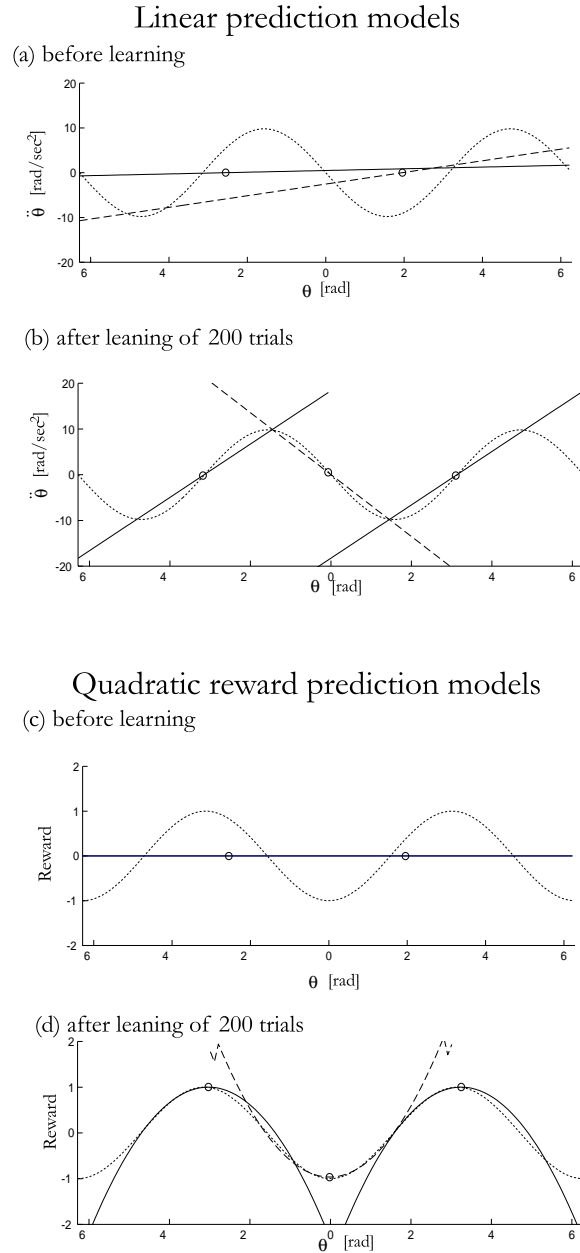 Linear prediction models
(a) before learning
20
10
0
-10
-20
θ̈ [rad/sec²]
6 4 2 0 2 4 6
θ [rad]
(b) after leaning of 200 trials
20
10
0
-10
-20
θ̈ [rad/sec²]
6 4 2 0 2 4 6
θ [rad]
Quadratic reward prediction models
(c) before learning
2
1
0
-1
-2
Reward
6 4 2 0 2 4 6
θ [rad]
(d) after leaning of 200 trials
2
1
0
-1
-2
Reward
6 4 2 0 2 4 6
θ [rad]